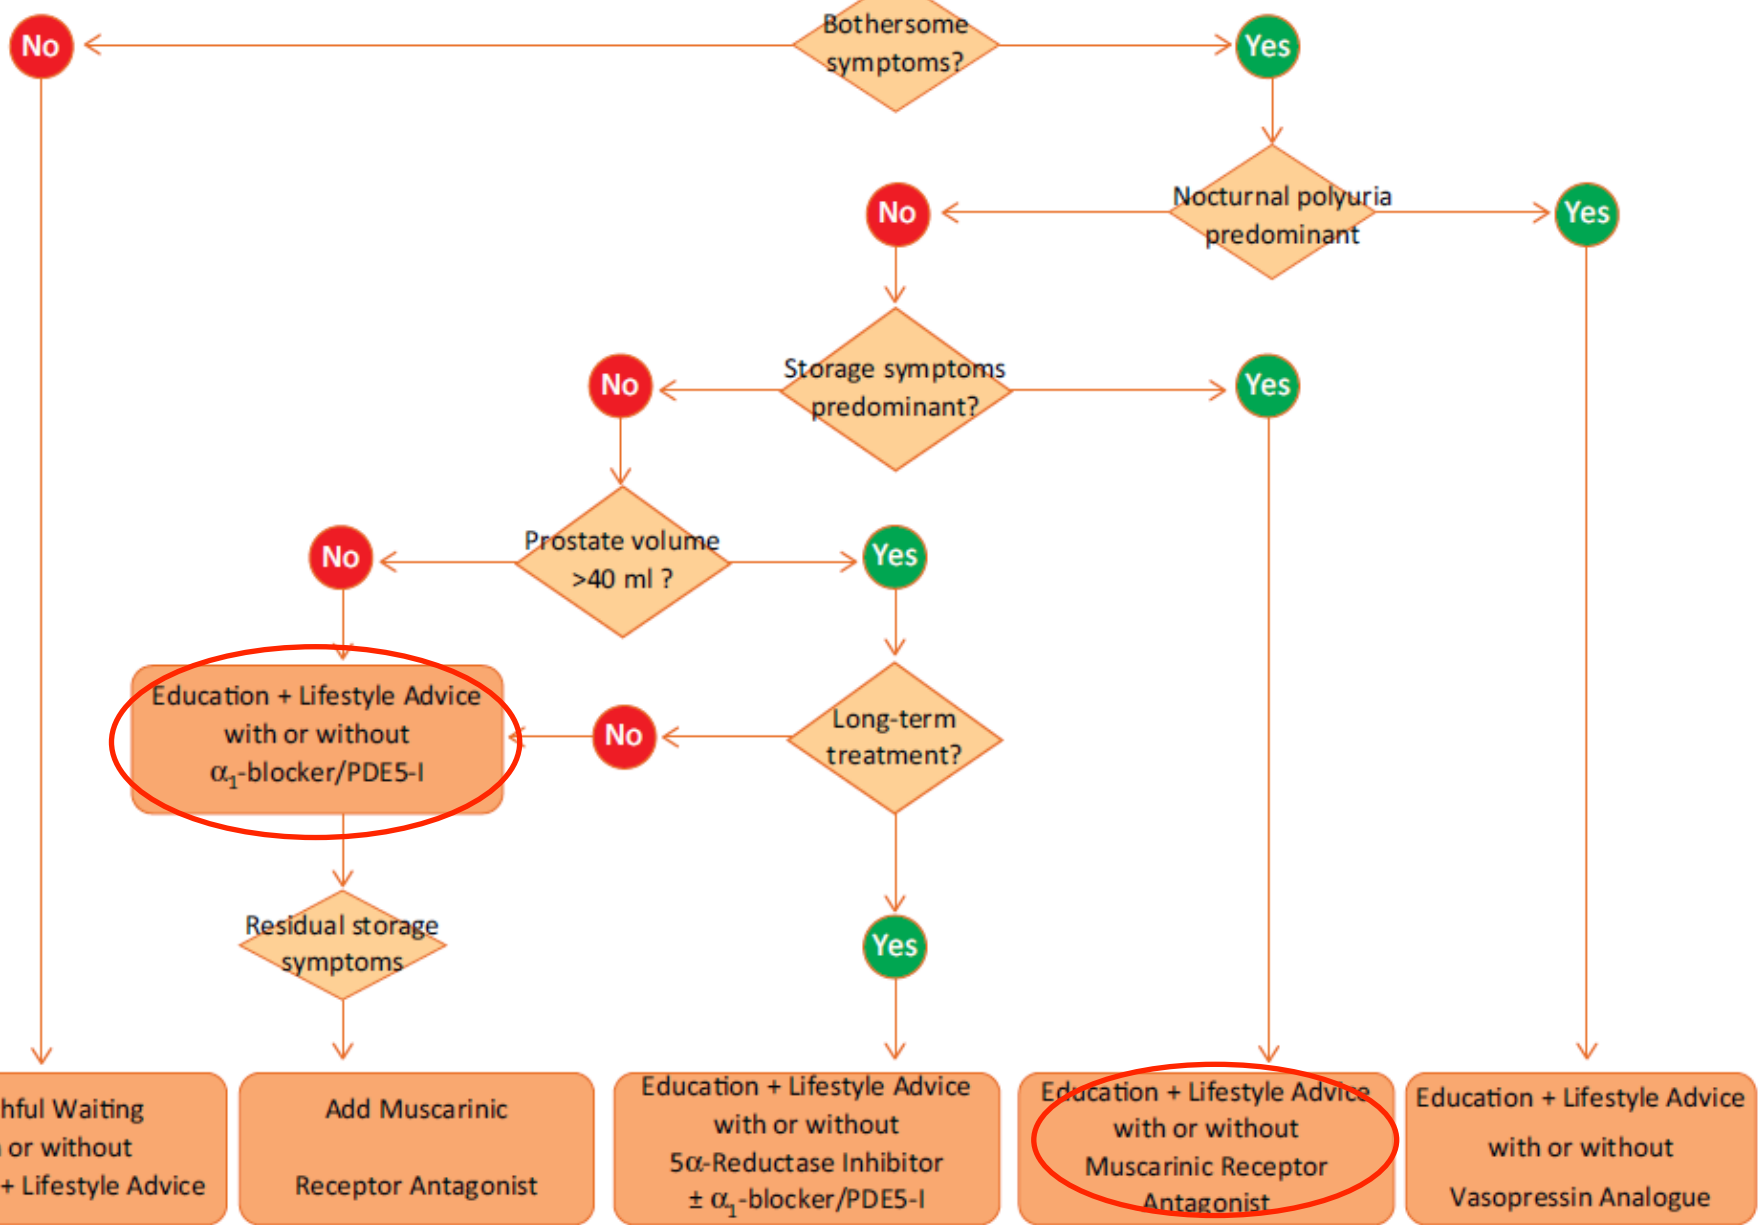 Bothersome
symptoms?
No
Yes
Nocturnal polyuria
predominant
No
Yes
Storage symptoms
predominant?
No
Yes
Prostate volume
>40 ml ?
No
Yes
Education + Lifestyle Advice
with or without
α₁-blocker/PDE5-I
Long-term
treatment?
No
Residual storage
symptoms
Yes
hful Waiting
or without
+ Lifestyle Advice
Add Muscarinic
Receptor Antagonist
Education + Lifestyle Advice
with or without
5α-Reductase Inhibitor
± α₁-blocker/PDE5-I
Education + Lifestyle Advice
with or without
Muscarinic Receptor
Antagonist
Education + Lifestyle Advice
with or without
Vasopressin Analogue